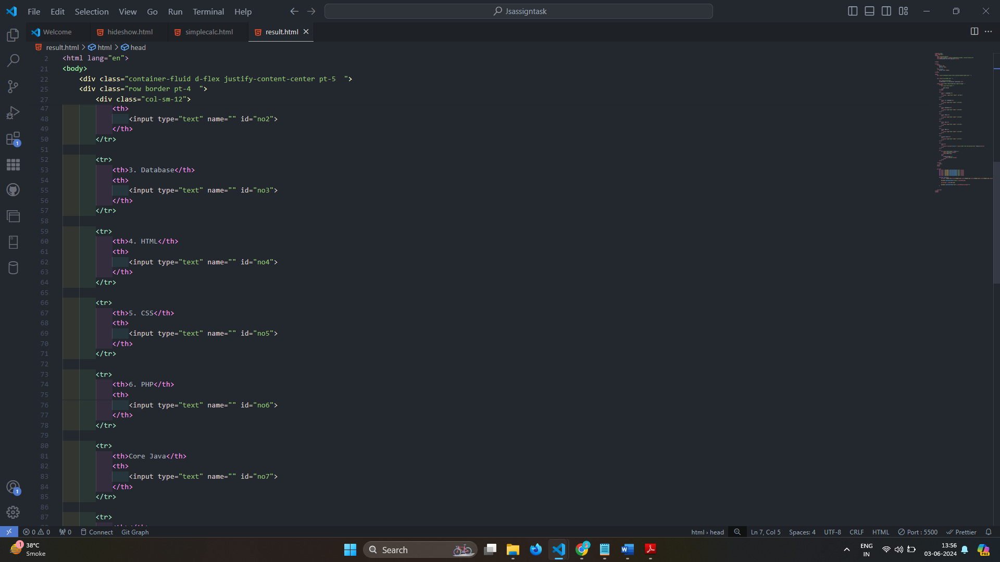 File Edit Selection View Go Run Terminal Help
Jsassigntask
Welcome
hideshow.html
simplecalc.html
result.html
result.html > html > head
2 <html lang="en">
21 <body>
22 <div class="container-fluid d-flex justify-content-center pt-5  ">
25 <div class="row border pt-4  ">
27 <div class="col-sm-12">
47 <th>
48 <input type="text" name="" id="no2">
49 </th>
50 </tr>
51
52 <tr>
53 <th>3. Database</th>
54 <th>
55 <input type="text" name="" id="no3">
56 </th>
57 </tr>
58
59 <tr>
60 <th>4. HTML</th>
61 <th>
62 <input type="text" name="" id="no4">
63 </th>
64 </tr>
65
66 <tr>
67 <th>5. CSS</th>
68 <th>
69 <input type="text" name="" id="no5">
70 </th>
71 </tr>
72
73 <tr>
74 <th>6. PHP</th>
75 <th>
76 <input type="text" name="" id="no6">
77 </th>
78 </tr>
79
80 <tr>
81 <th>Core Java</th>
82 <th>
83 <input type="text" name="" id="no7">
84 </th>
85 </tr>
86
87 <tr>
1
1
0 0 0 Connect Git Graph
html › head Ln 7, Col 5 Spaces: 4 UTF-8 CRLF HTML Port : 5500 Prettier
1
38°C
Smoke
Search
3
ENG
IN
13:56
03-06-2024
PRE